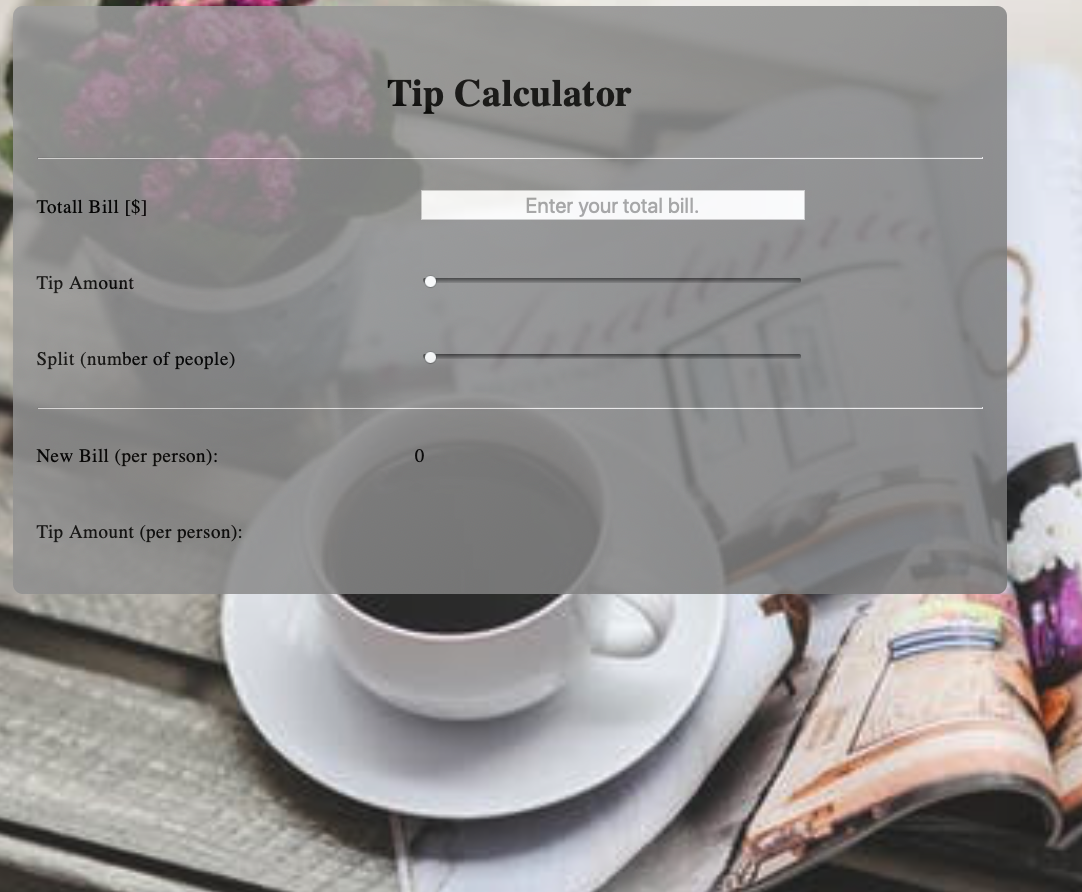 Tip Calculator
Totall Bill [$]
Enter your total bill.
Tip Amount
Split (number of people)
New Bill (per person):
0
Tip Amount (per person):